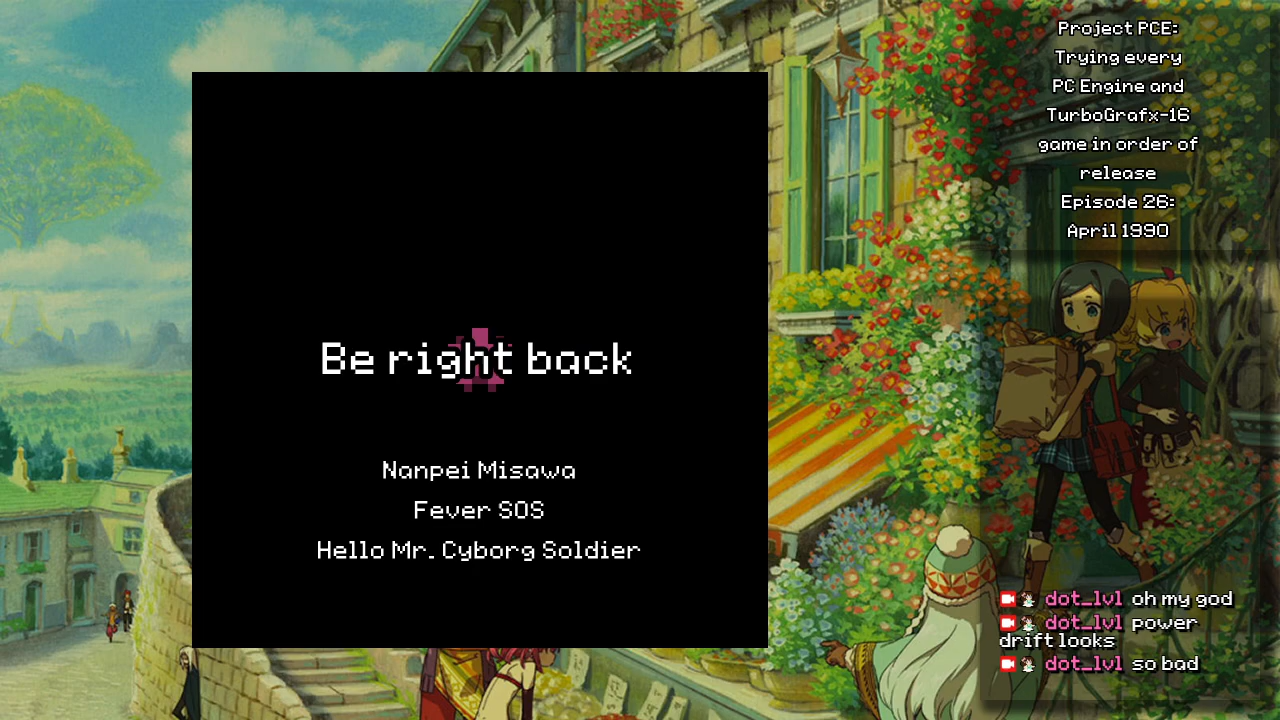 Project PCE:
Trying every
PC Engine and
TurboGrafx-16
game in order of
release
Episode 26:
April 1990
Be right back
Nanpei Misawa
Fever SOS
Hello Mr. Cyborg Soldier
dot_lvl oh my god
dot_lvl power
drift looks
dot_lvl so bad